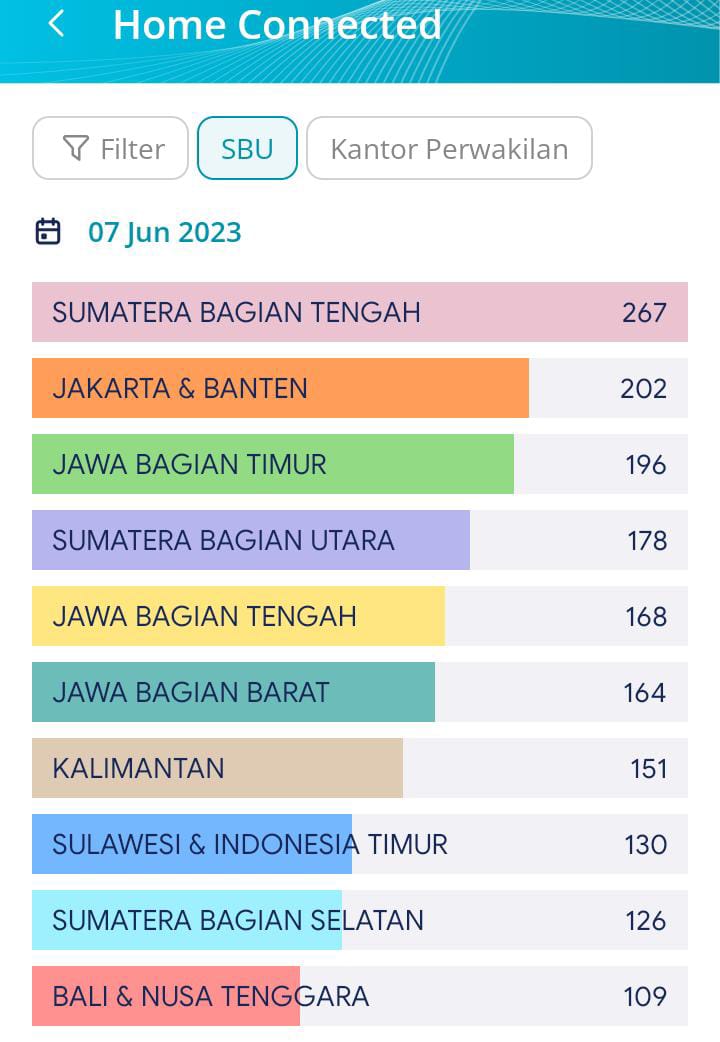 Home Connected
Filter SBU Kantor Perwakilan
07 Jun 2023
SUMATERA BAGIAN TENGAH 267
JAKARTA & BANTEN 202
JAWA BAGIAN TIMUR 196
SUMATERA BAGIAN UTARA 178
JAWA BAGIAN TENGAH 168
JAWA BAGIAN BARAT 164
KALIMANTAN 151
SULAWESI & INDONESIA TIMUR 130
SUMATERA BAGIAN SELATAN 126
BALI & NUSA TENGGARA 109